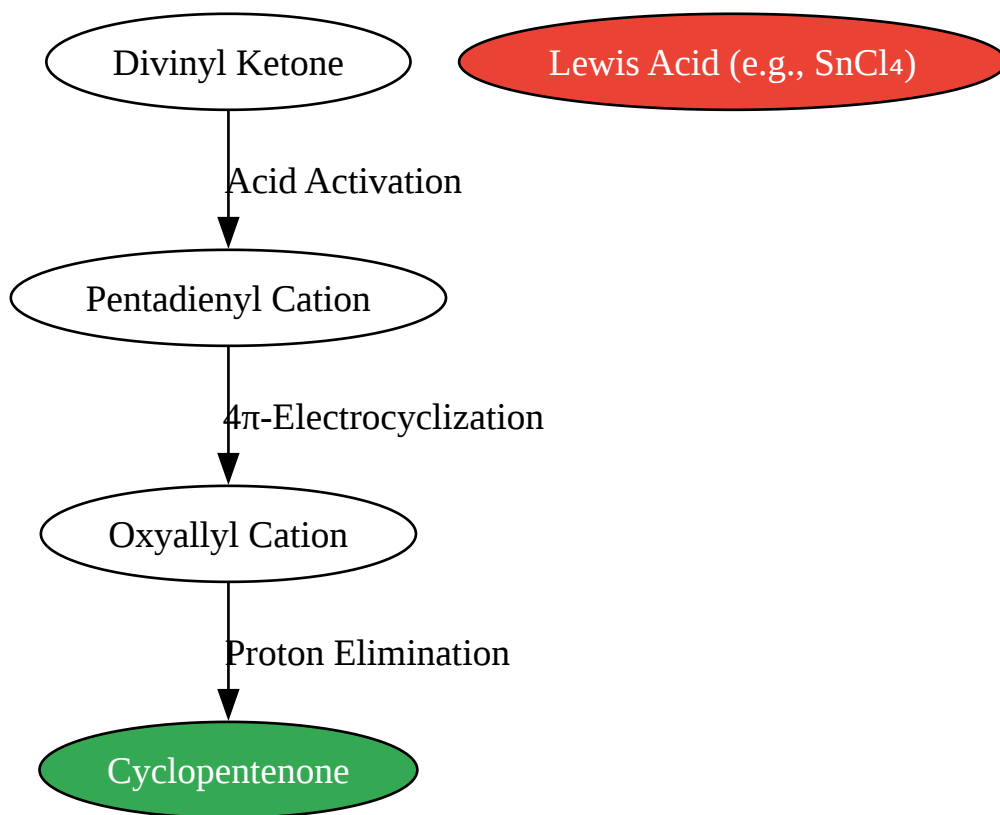 Divinyl Ketone
Lewis Acid (e.g., SnCl₄)
Acid Activation
Pentadienyl Cation
4π-Electrocyclization
Oxyallyl Cation
Proton Elimination
Cyclopentenone